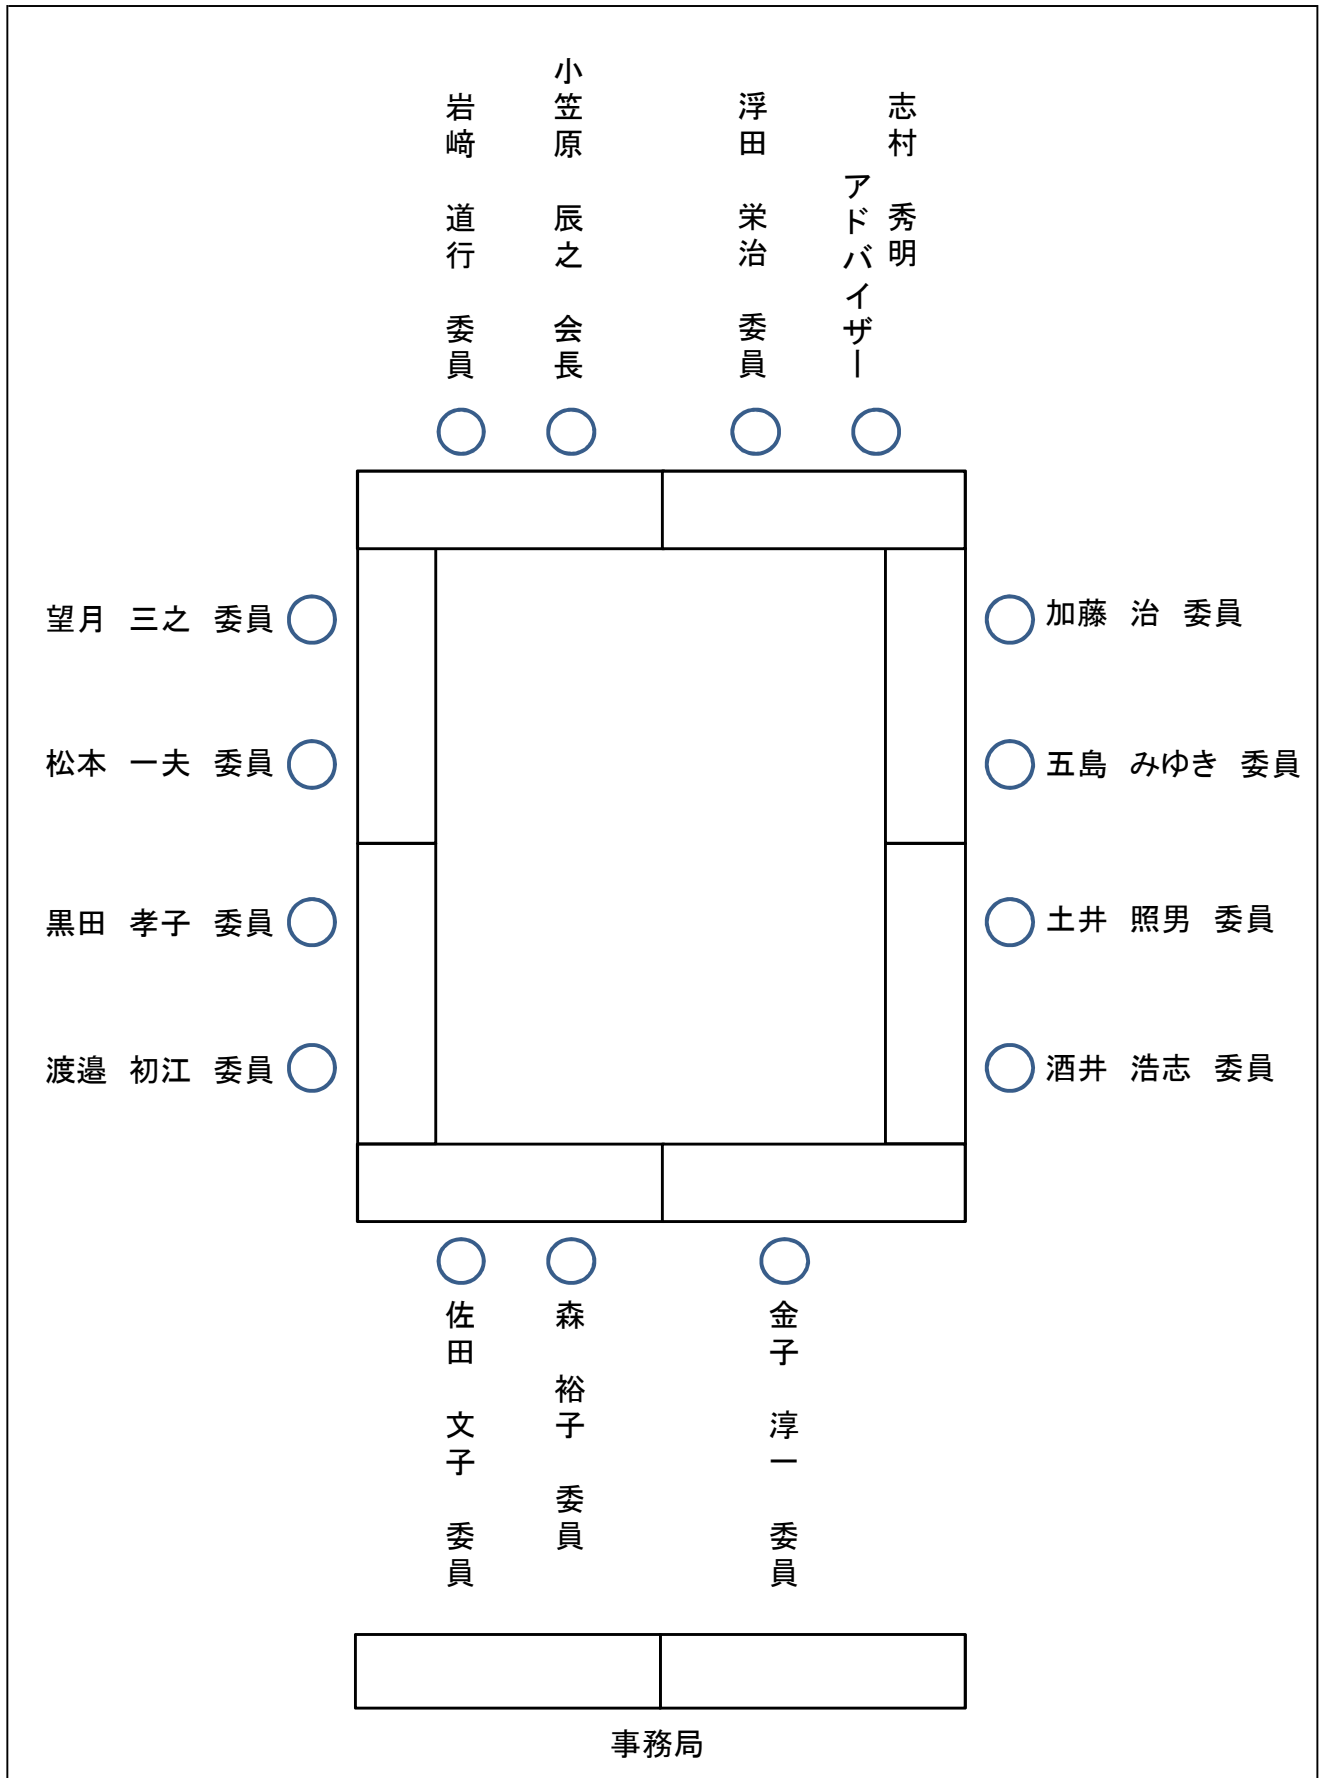 岩﨑 道行 委員
小笠原 辰之 会長
浮田 栄治 委員
志村 秀明
アドバイザー
望月 三之 委員
加藤 治 委員
松本 一夫 委員
五島 みゆき 委員
黒田 孝子 委員
土井 照男 委員
渡邉 初江 委員
酒井 浩志 委員
佐田 文子 委員
森 裕子 委員
金子 淳一 委員
事務局